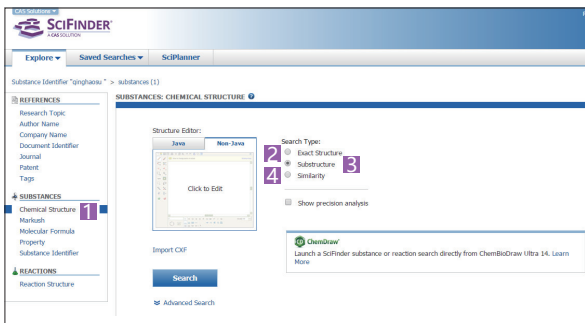 CAS Solutions
SCIFINDER®
A CAS SOLUTION
Explore Saved Searches SciPlanner
Substance Identifier "qinghaosu " > substances (1)
REFERENCES
Research Topic
Author Name
Company Name
Document Identifier
Journal
Patent
Tags
SUBSTANCES
Chemical Structure 1
Markush
Molecular Formula
Property
Substance Identifier
REACTIONS
Reaction Structure
SUBSTANCES: CHEMICAL STRUCTURE ?
Structure Editor:
Java Non-Java
Click to Edit
Import CXF
Search
Advanced Search
Search Type:
2 Exact Structure
Substructure 3
4 Similarity
Show precision analysis
ChemDraw
Launch a SciFinder substance or reaction search directly from ChemBioDraw Ultra 14. Learn
More